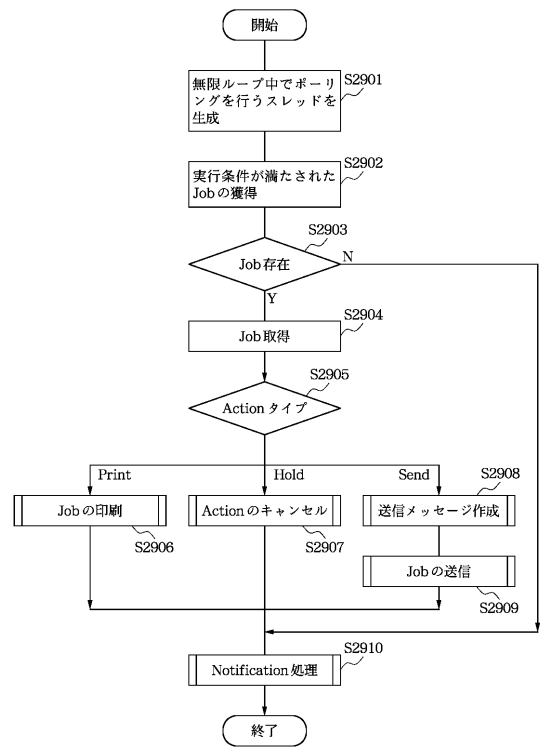 開始
無限ループ中でポーリ
ングを行うスレッドを
生成
S2901
実行条件が満たされた
Jobの獲得
S2902
S2903
Job存在
N
Y
S2904
Job取得
S2905
Actionタイプ
Print
Hold
Send
S2908
Jobの印刷
Actionのキャンセル
送信メッセージ作成
S2906
S2907
Jobの送信
S2909
S2910
Notification処理
終了